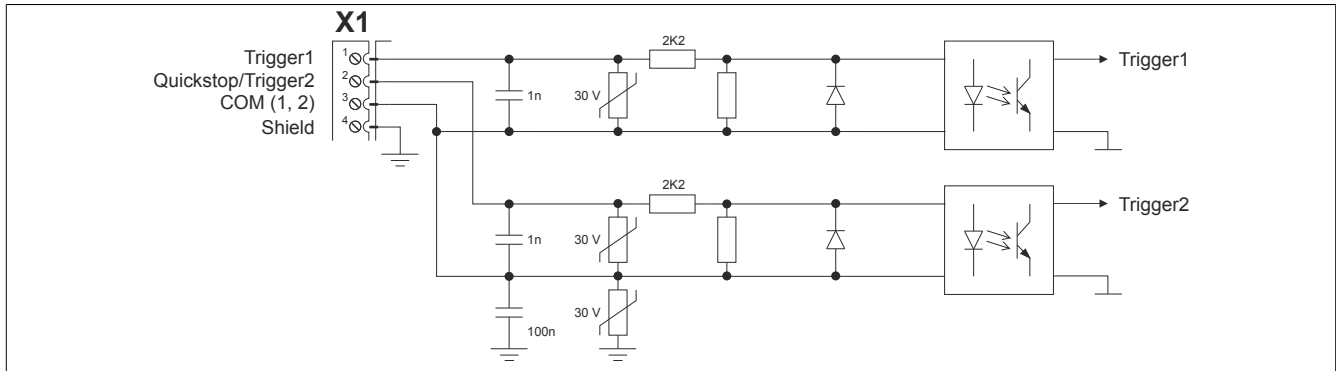 X1
Trigger1
Quickstop/Trigger2
COM (1, 2)
Shield
1
2
3
4
1n
30 V
2K2
Trigger1
1n
30 V
2K2
Trigger2
100n
30 V